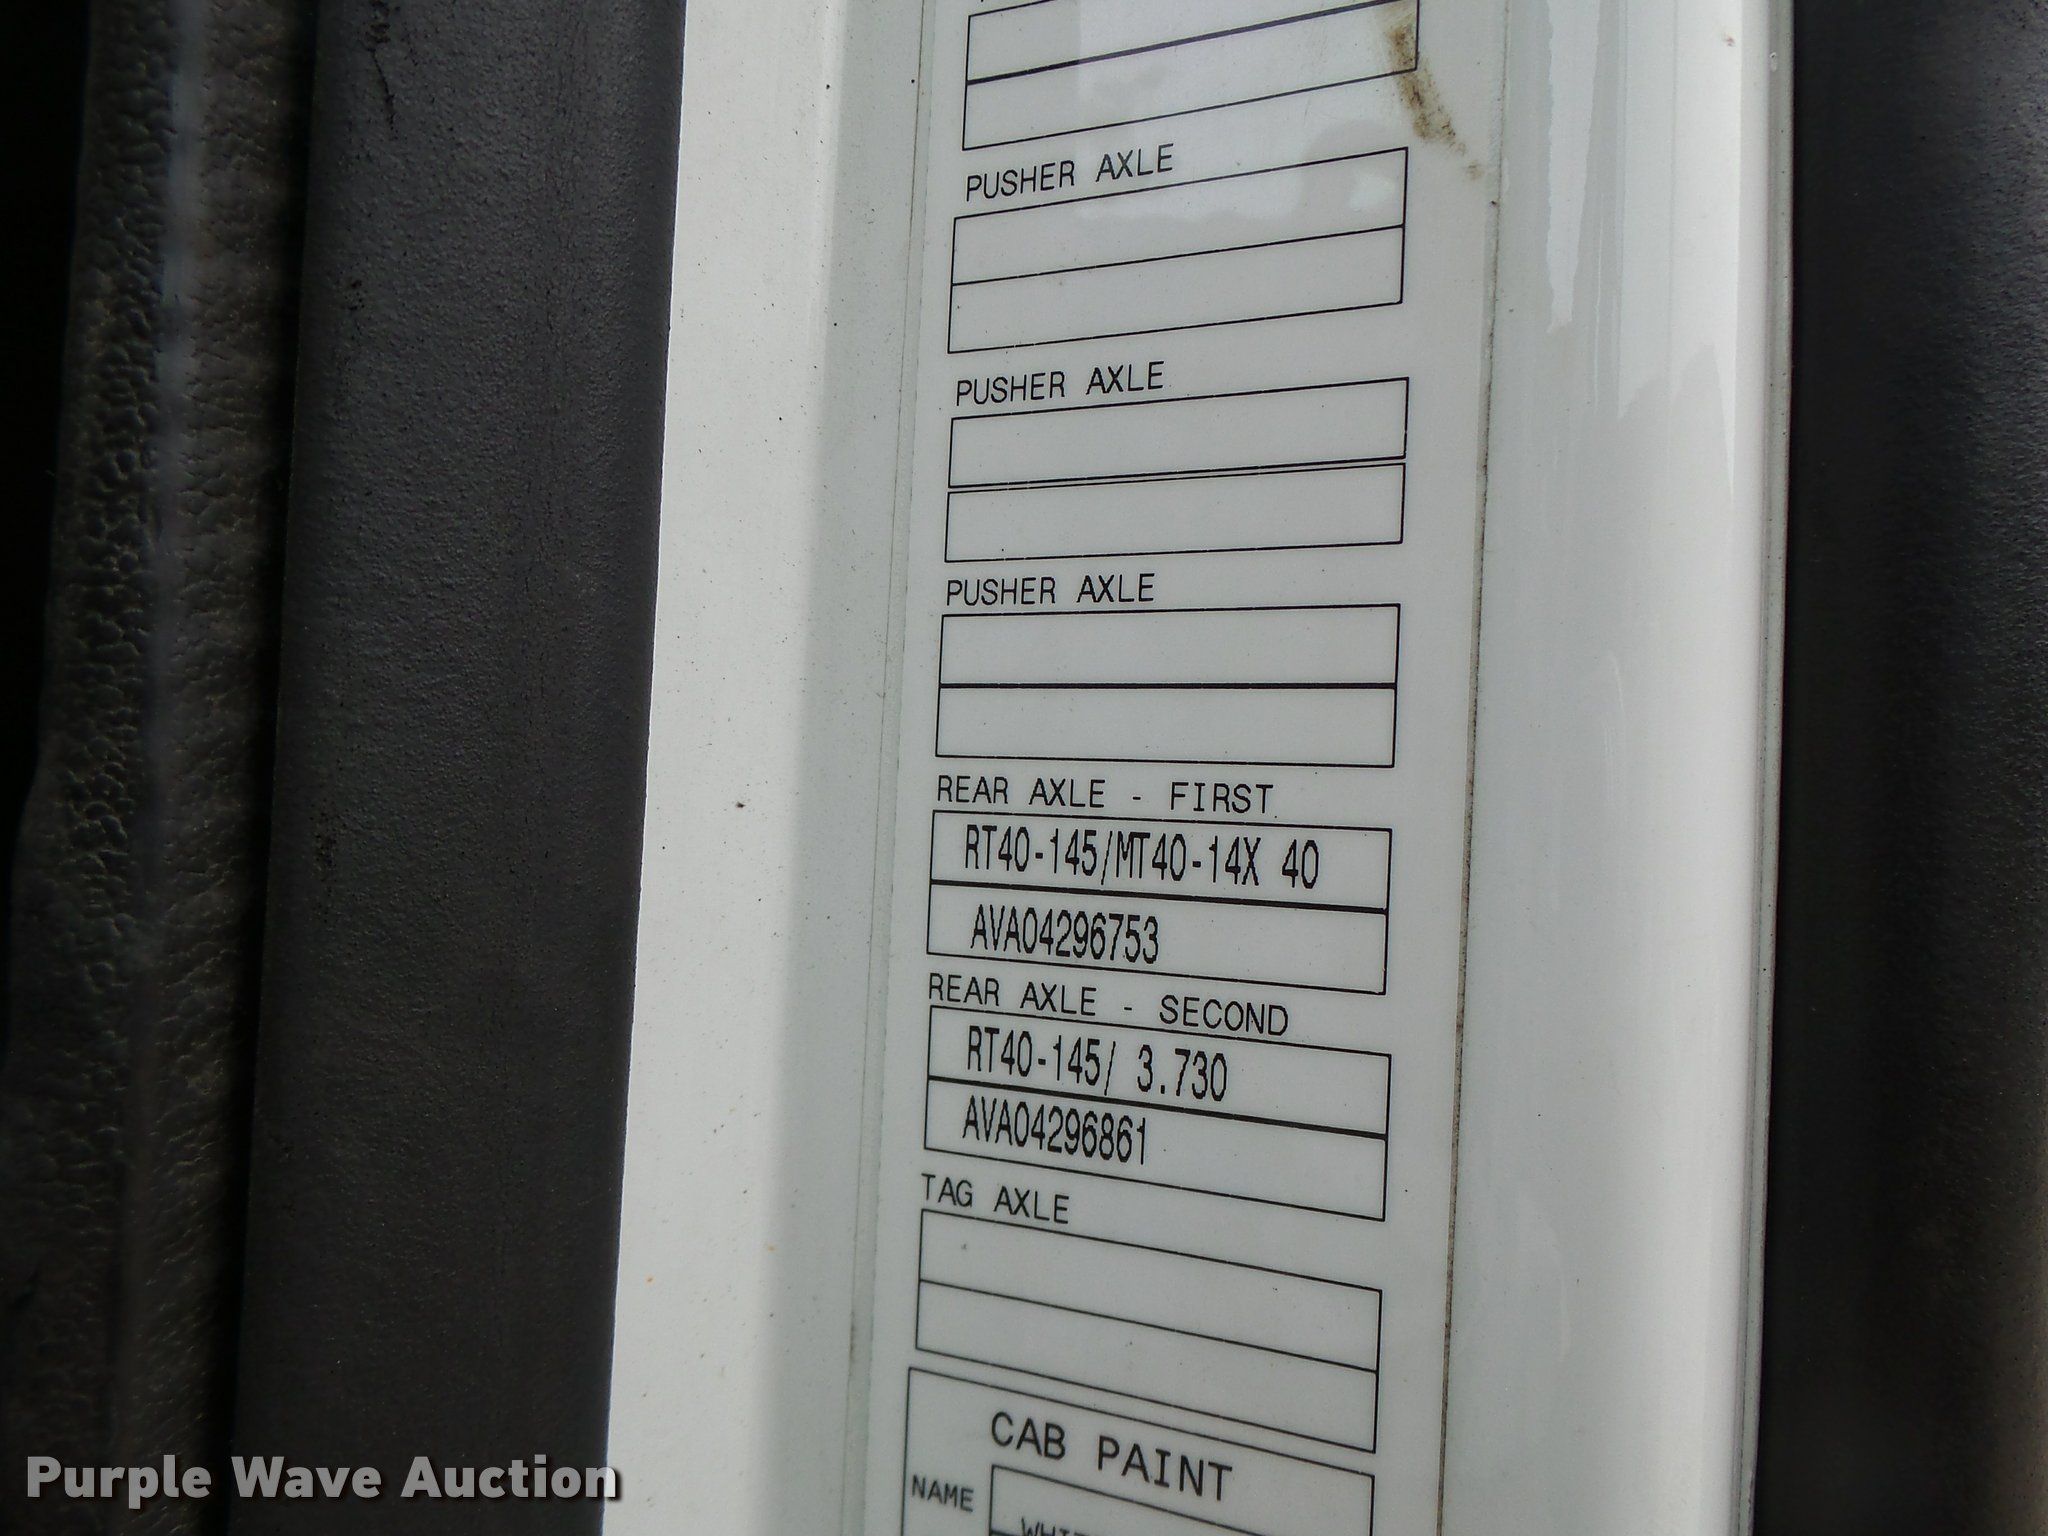 PUSHER AXLE
PUSHER AXLE
PUSHER AXLE
REAR AXLE - FIRST
RT40-145/MT40-14X 40
AVA04296753
REAR AXLE - SECOND
RT40-145/ 3.730
AVA04296861
TAG AXLE
CAB PAINT
NAME
Purple Wave Auction